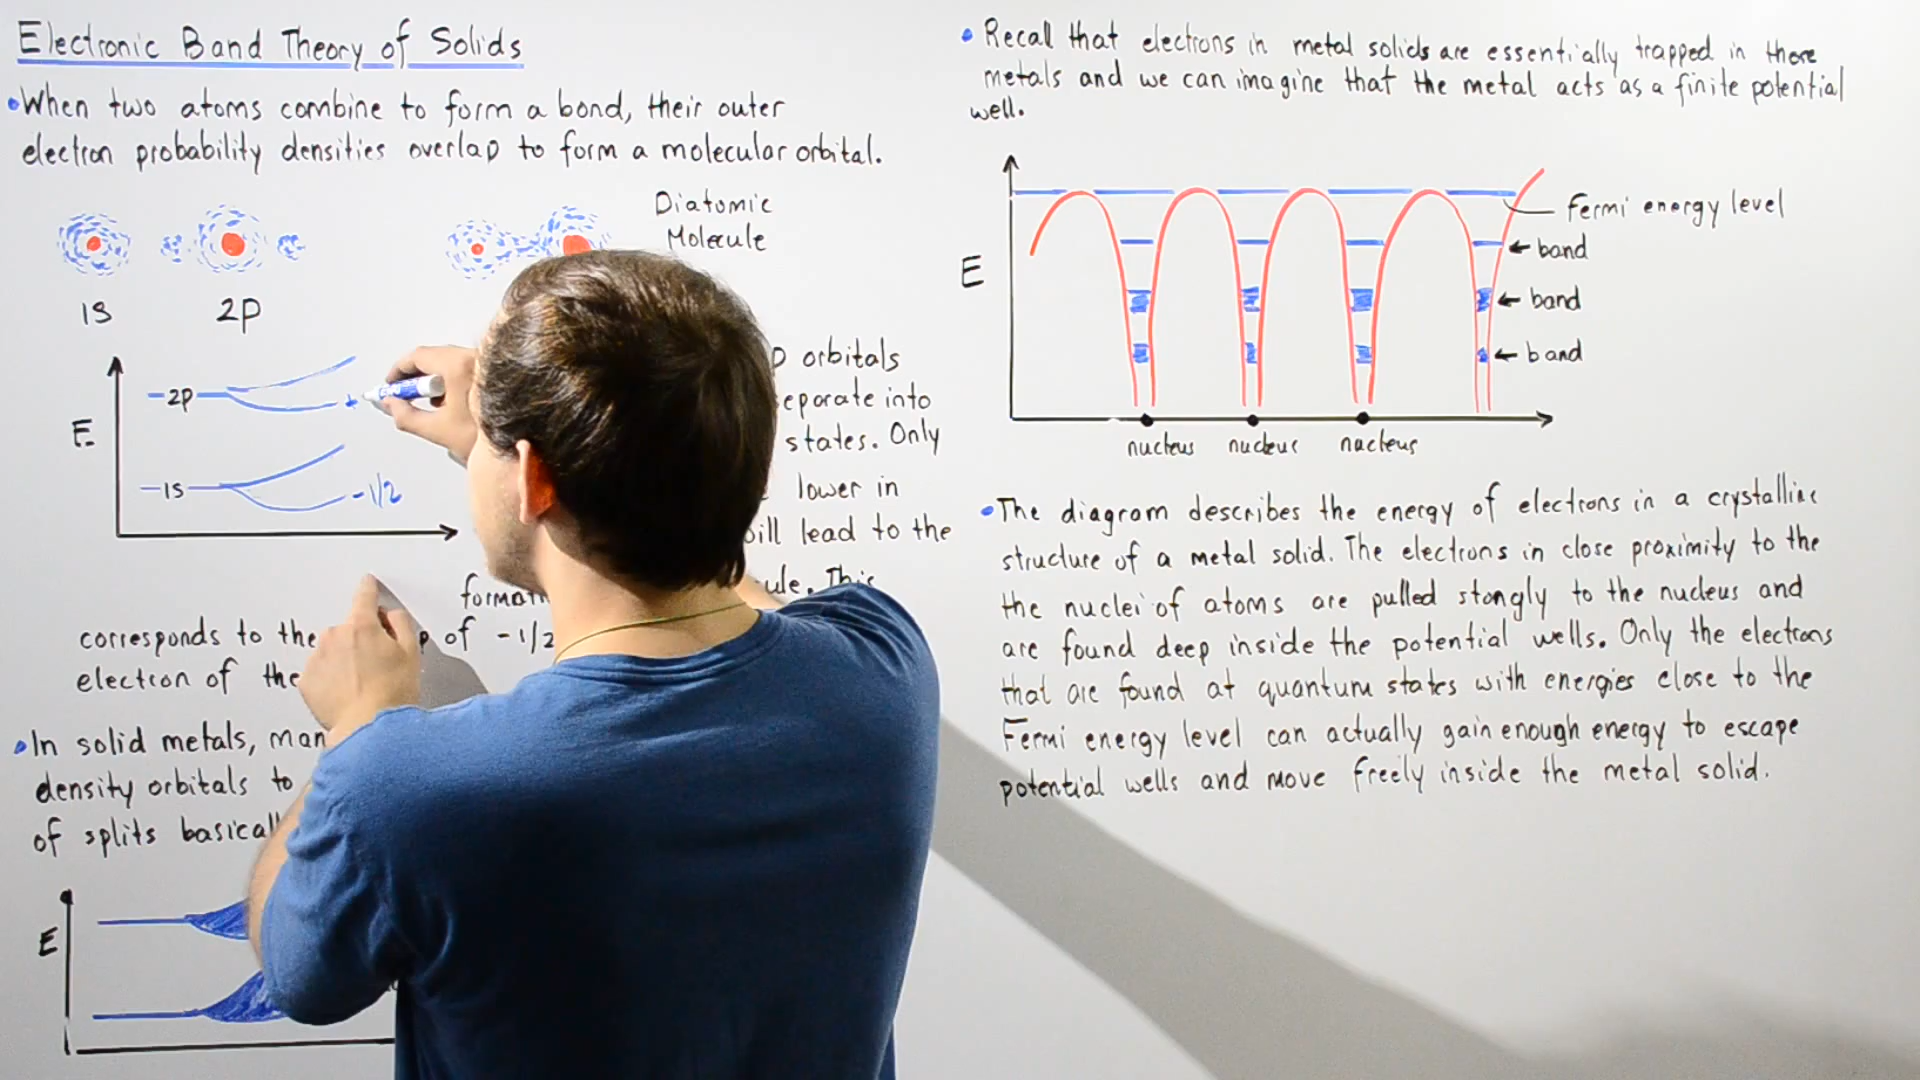 Electronic Band Theory of Solids
•When two atoms combine to form a bond, their outer
electron probability densities overlap to form a molecular orbital.
Diatomic
Molecule
1S
2p
p orbitals
E
2p
+
eparate into
states. Only
1S
-1/2
lower in
will lead to the
formati
ule. This
corresponds to the
p of -1/2
electron of the
•In solid metals, man
density orbitals to
of splits basicall
E
•Recall that electrons in metal solids are essentially trapped in these
metals and we can imagine that the metal acts as a finite potential
well.
E
Fermi energy level
band
band
band
nucleus nucleus nucleus
•The diagram describes the energy of electrons in a crystalline
structure of a metal solid. The electrons in close proximity to the
the nuclei of atoms are pulled stongly to the nucleus and
are found deep inside the potential wells. Only the electrons
that are found at quantum states with energies close to the
Fermi energy level can actually gain enough energy to escape
potential wells and move freely inside the metal solid.